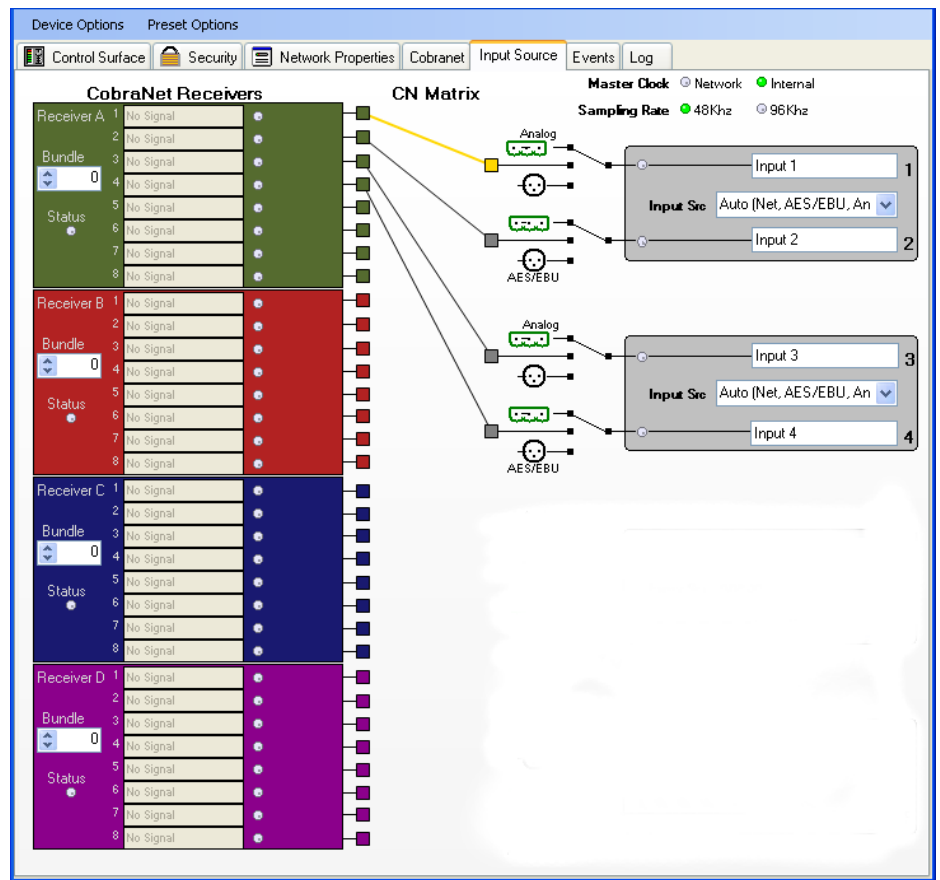 Device Options Preset Options
Control Surface Security Network Properties Cobranet Input Source Events Log
Master Clock Network Internal
Sampling Rate 48Khz 96Khz
CobraNet Receivers CN Matrix
Receiver A
Bundle
0
Status
1 No Signal
2 No Signal
3 No Signal
4 No Signal
5 No Signal
6 No Signal
7 No Signal
8 No Signal
Receiver B
Bundle
0
Status
1 No Signal
2 No Signal
3 No Signal
4 No Signal
5 No Signal
6 No Signal
7 No Signal
8 No Signal
Receiver C
Bundle
0
Status
1 No Signal
2 No Signal
3 No Signal
4 No Signal
5 No Signal
6 No Signal
7 No Signal
8 No Signal
Receiver D
Bundle
0
Status
1 No Signal
2 No Signal
3 No Signal
4 No Signal
5 No Signal
6 No Signal
7 No Signal
8 No Signal
Analog
AES/EBU
Input 1 1
Input Src Auto (Net, AES/EBU, An
Input 2 2
Analog
AES/EBU
Input 3 3
Input Src Auto (Net, AES/EBU, An
Input 4 4